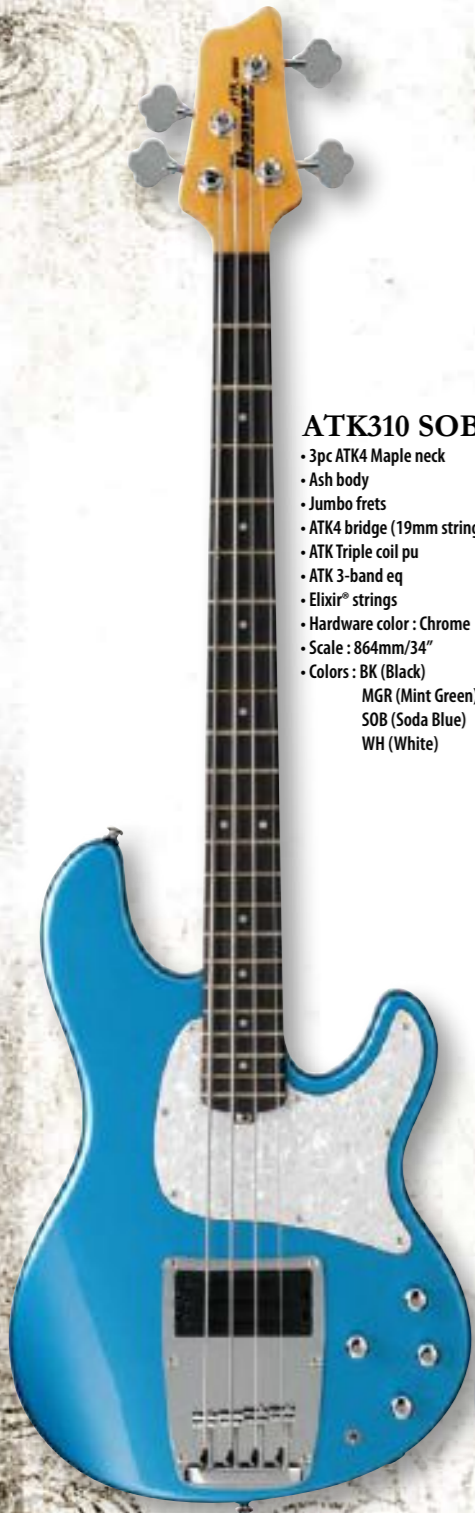 Ibanez
ATK310 SOB
• 3pc ATK4 Maple neck
• Ash body
• Jumbo frets
• ATK4 bridge (19mm string
• ATK Triple coil pu
• ATK 3-band eq
• Elixir® strings
• Hardware color : Chrome
• Scale : 864mm/34”
• Colors : BK (Black)
MGR (Mint Green)
SOB (Soda Blue)
WH (White)